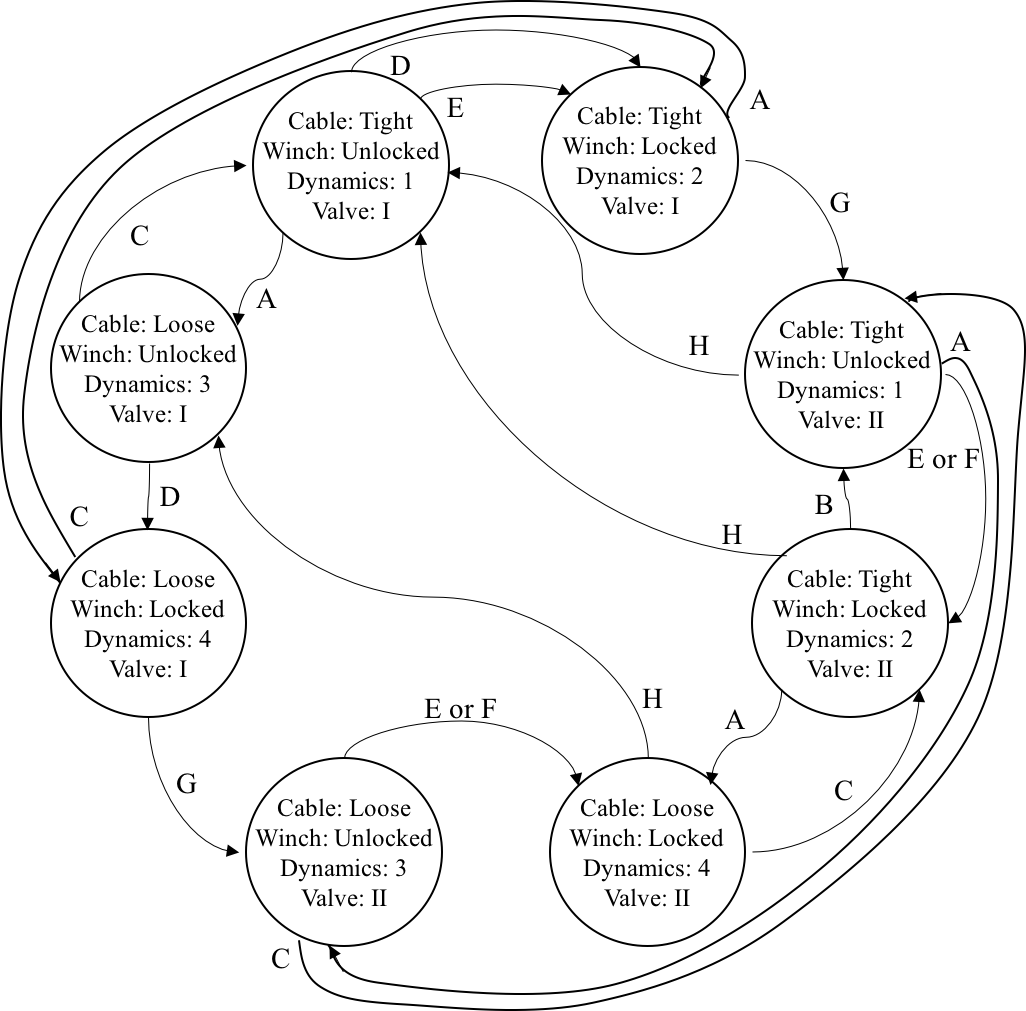 D
E
A
Cable: Tight
Winch: Unlocked
Dynamics: 1
Valve: I
Cable: Tight
Winch: Locked
Dynamics: 2
Valve: I
C
G
A
Cable: Loose
Winch: Unlocked
Dynamics: 3
Valve: I
H
A
Cable: Tight
Winch: Unlocked
Dynamics: 1
Valve: II
E or F
D
C
B
H
Cable: Loose
Winch: Locked
Dynamics: 4
Valve: I
Cable: Tight
Winch: Locked
Dynamics: 2
Valve: II
E or F
H
A
G
C
Cable: Loose
Winch: Unlocked
Dynamics: 3
Valve: II
Cable: Loose
Winch: Locked
Dynamics: 4
Valve: II
C